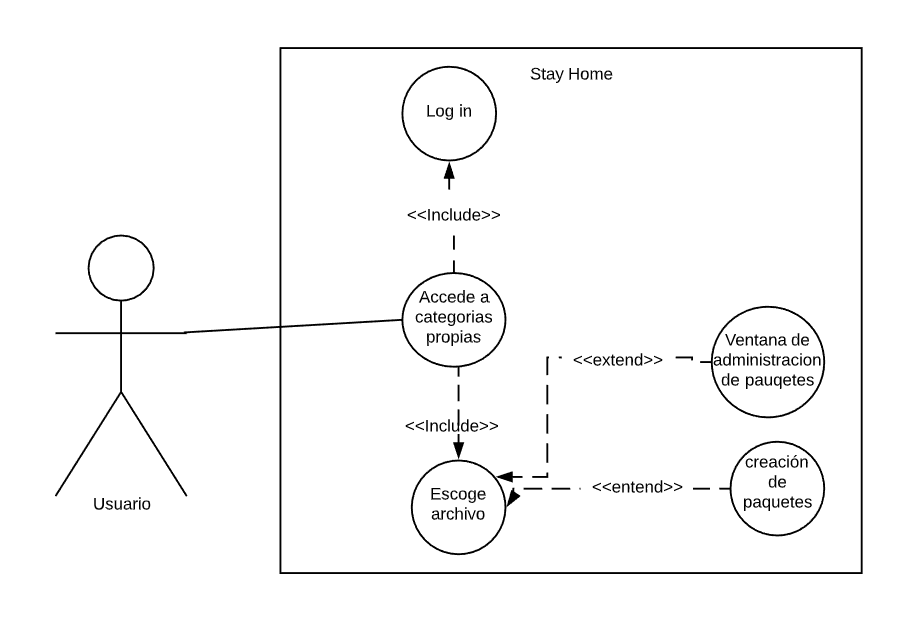 Stay Home
Log in
<<Include>>
Accede a
categorias
propias
Ventana de
administracion
de pauqetes
<<extend>>
<<Include>>
creación
de
paquetes
<<entend>>
Escoge
archivo
Usuario